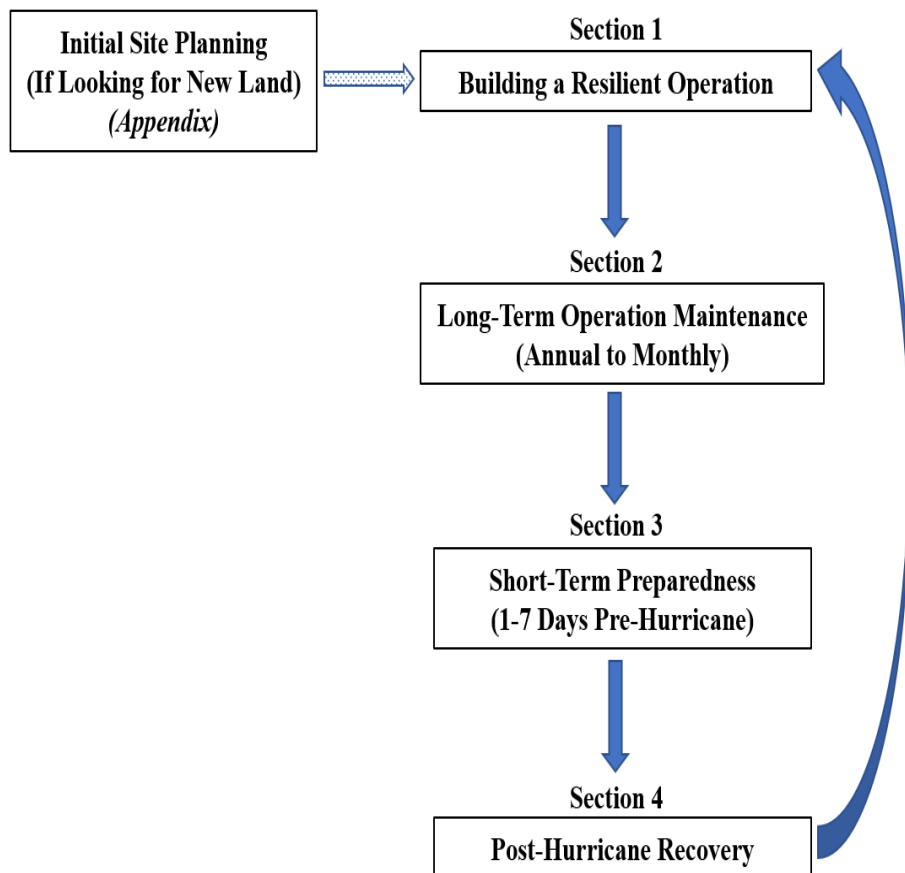 Initial Site Planning
(If Looking for New Land)
(Appendix)
Section 1
Building a Resilient Operation
Section 2
Long-Term Operation Maintenance
(Annual to Monthly)
Section 3
Short-Term Preparedness
(1-7 Days Pre-Hurricane)
Section 4
Post-Hurricane Recovery